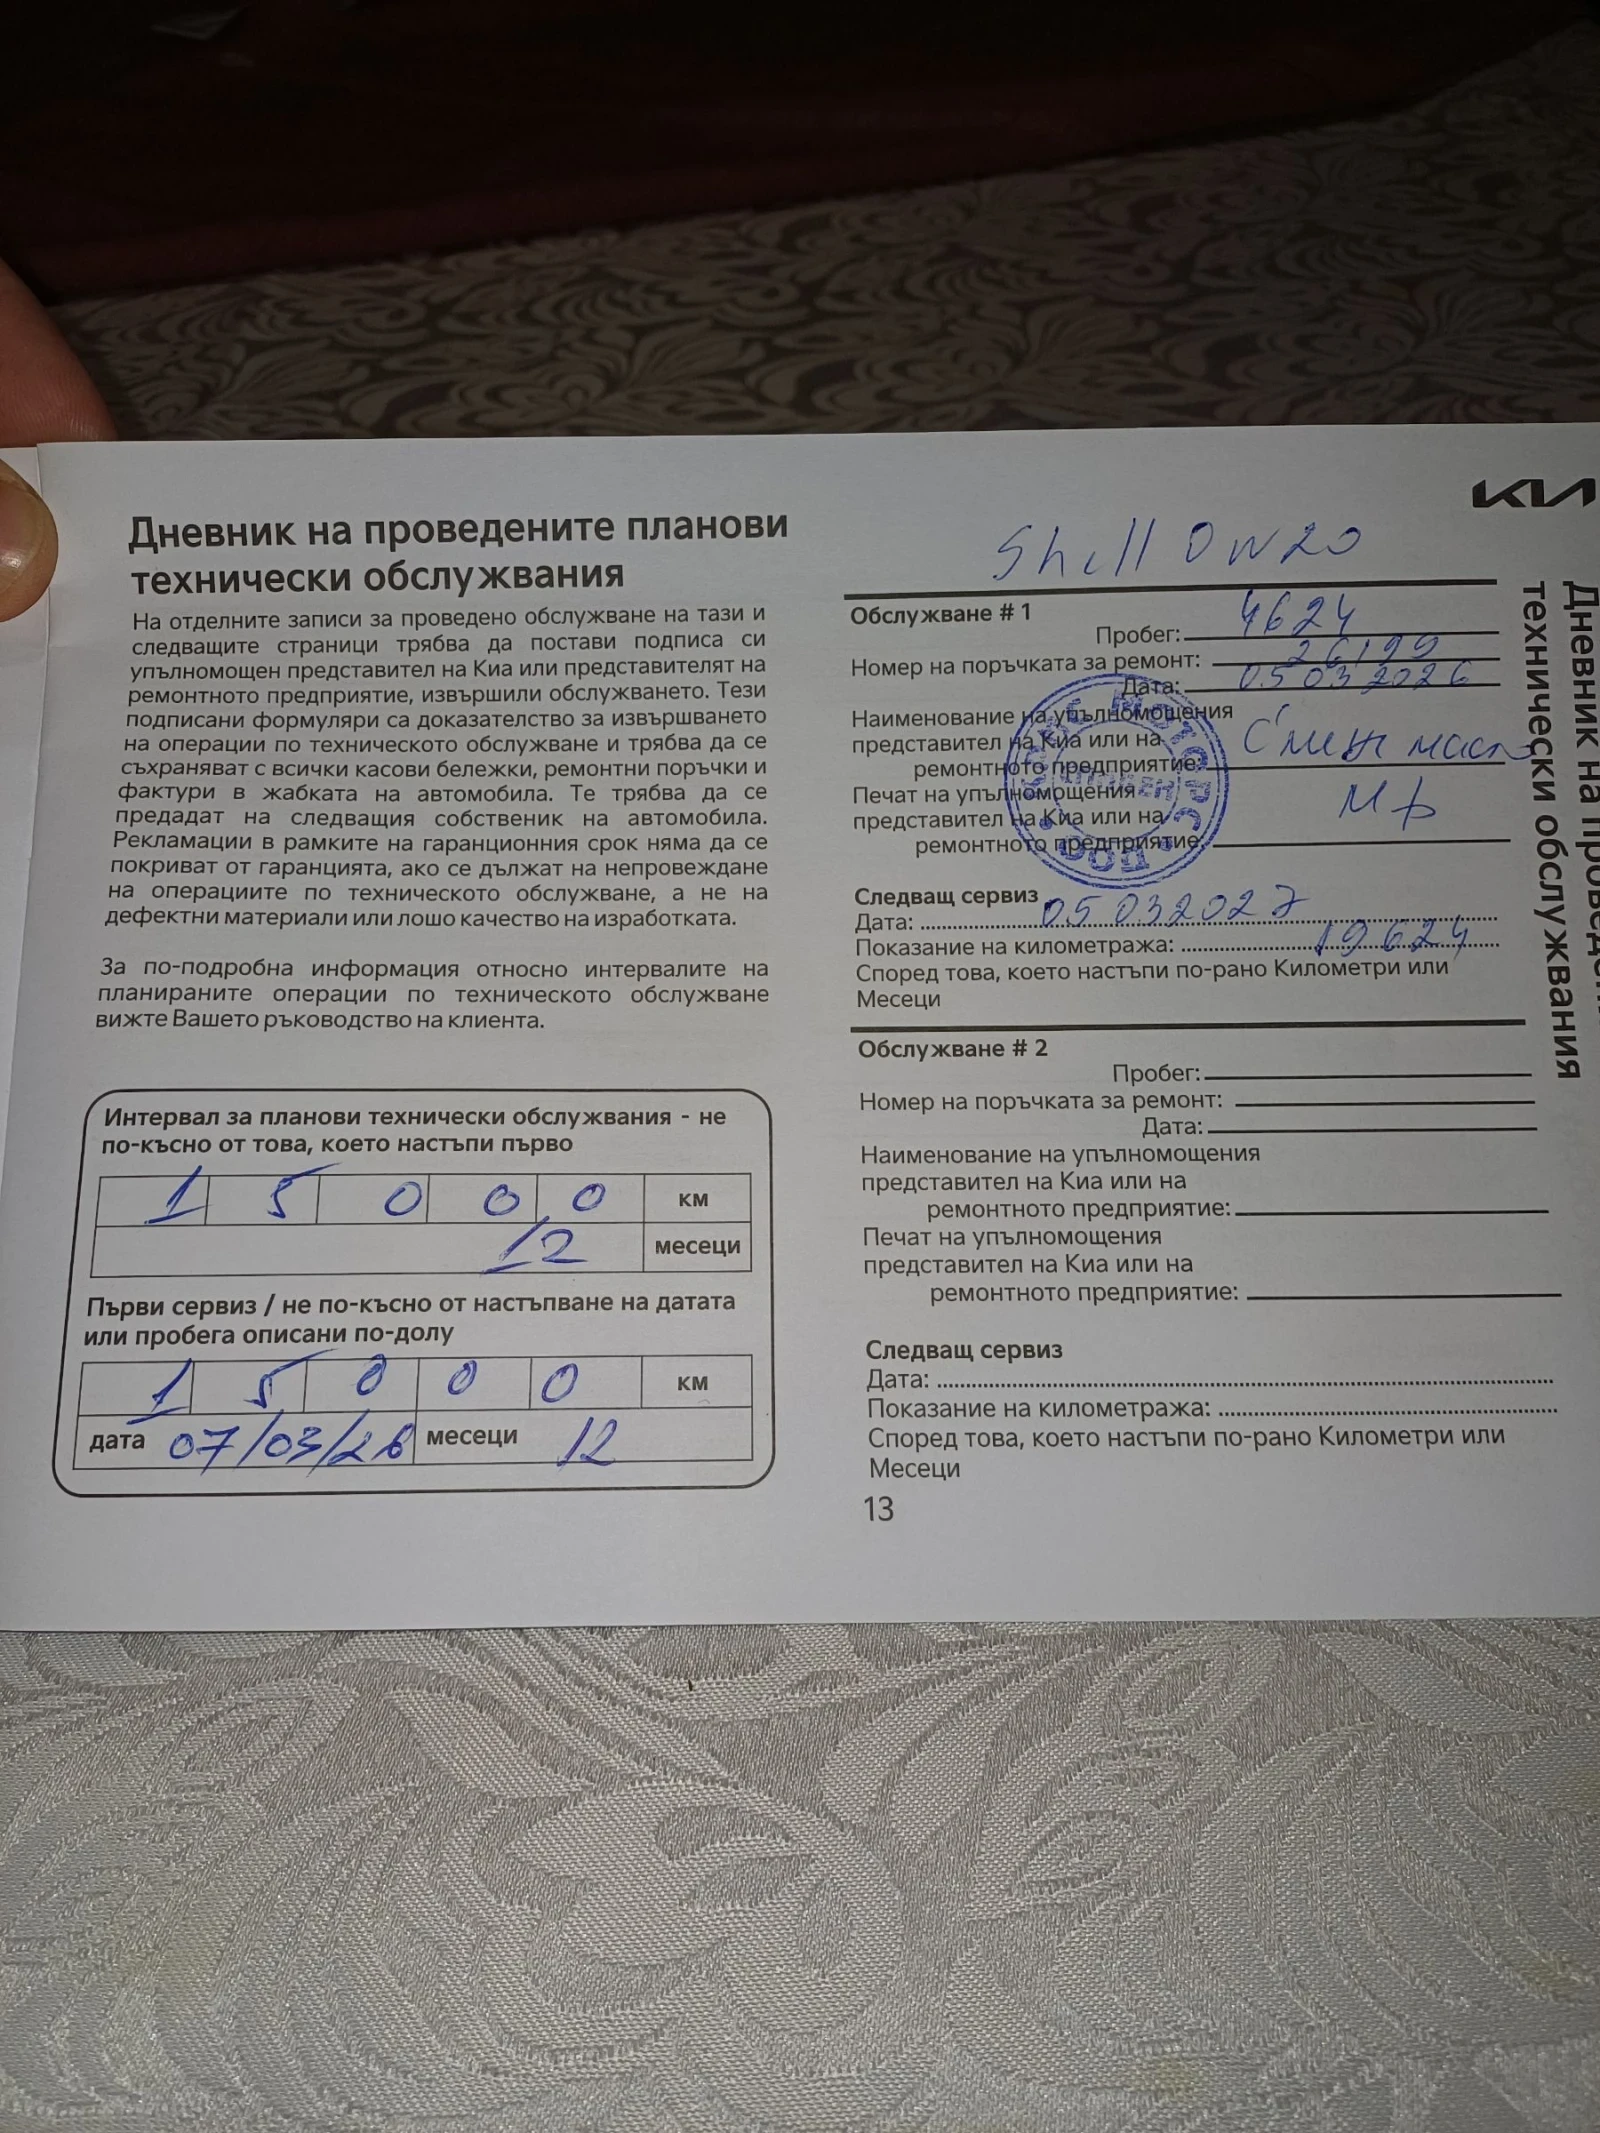 Дневник на проведените планови
технически обслужвания
На отделните записи за проведено обслужване на тази и
следващите страници трябва да постави подписа си
упълномощен представител на Киа или представителят на
ремонтното предприятие, извършили обслужването. Тези
подписани формуляри са доказателство за извършването
на операции по техническото обслужване и трябва да се
съхраняват с всички касови бележки, ремонтни поръчки и
фактури в жабката на автомобила. Те трябва да се
предадат на следващия собственик на автомобила.
Рекламации в рамките на гаранционния срок няма да се
покриват от гаранцията, ако се дължат на непровеждане
на операциите по техническото обслужване, а не на
дефектни материали или лошо качество на изработката.
За по-подробна информация относно интервалите на
планираните операции по техническото обслужване
вижте Вашето ръководство на клиента.
Интервал за планови технически обслужвания - не
по-късно от това, което настъпи първо
1 5 0 0 0 км
12 месеци
Първи сервиз / не по-късно от настъпване на датата
или пробега описани по-долу
1 5 0 0 0 км
дата 07/03/26 месеци 12
KIA
Shell 0W20
Обслужване # 1
Пробег: 4624
Номер на поръчката за ремонт: 26199
Дата: 05 03 2026
Наименование на упълномощения
представител на Киа или на
ремонтното предприятие: Смяна масло
Печат на упълномощения
представител на Киа или на
ремонтното предприятие:
МОТОРС
ООД
Следващ сервиз
Дата: 05 03 2027
Показание на километража: 19624
Според това, което настъпи по-рано Километри или
Месеци
Обслужване # 2
Пробег:
Номер на поръчката за ремонт:
Дата:
Наименование на упълномощения
представител на Киа или на
ремонтното предприятие:
Печат на упълномощения
представител на Киа или на
ремонтното предприятие:
Следващ сервиз
Дата:
Показание на километража:
Според това, което настъпи по-рано Километри или
Месеци
13
Дневник на
технически обслужвания